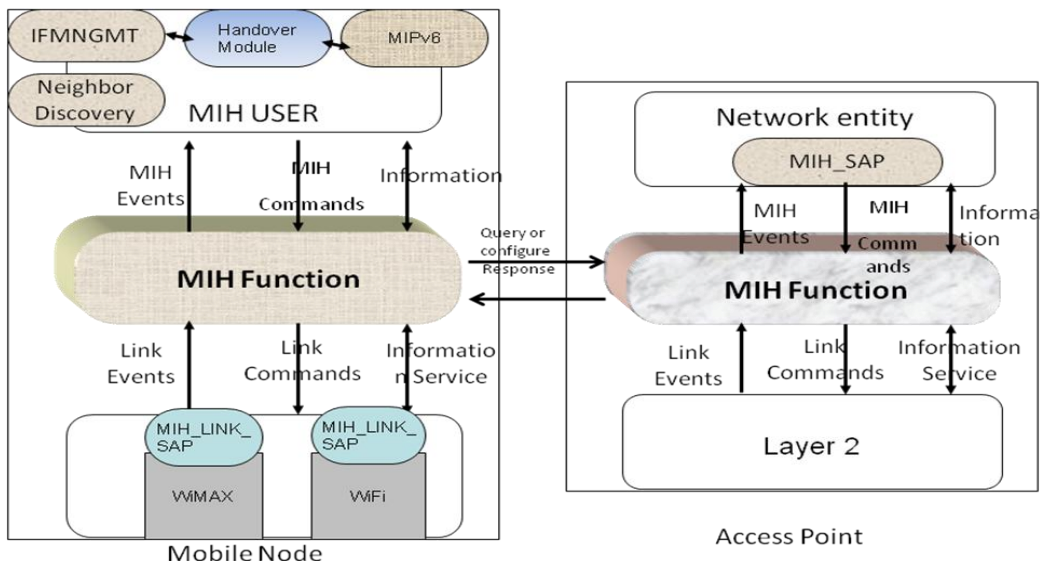 IFMNGMT
Handover
Module
MIPv6
Neighbor
Discovery
MIH USER
MIH
Events
MIH
Commands
Information
MIH Function
Link
Events
Link
Commands
Informatio
n Service
MIH_LINK_
SAP
MIH_LINK_
SAP
WiMAX
WiFi
Mobile Node
Query or
configure
Response
Network entity
MIH_SAP
MIH
Events
MIH
Comm
ands
Informa
tion
MIH Function
Link
Events
Link
Commands
Information
Service
Layer 2
Access Point